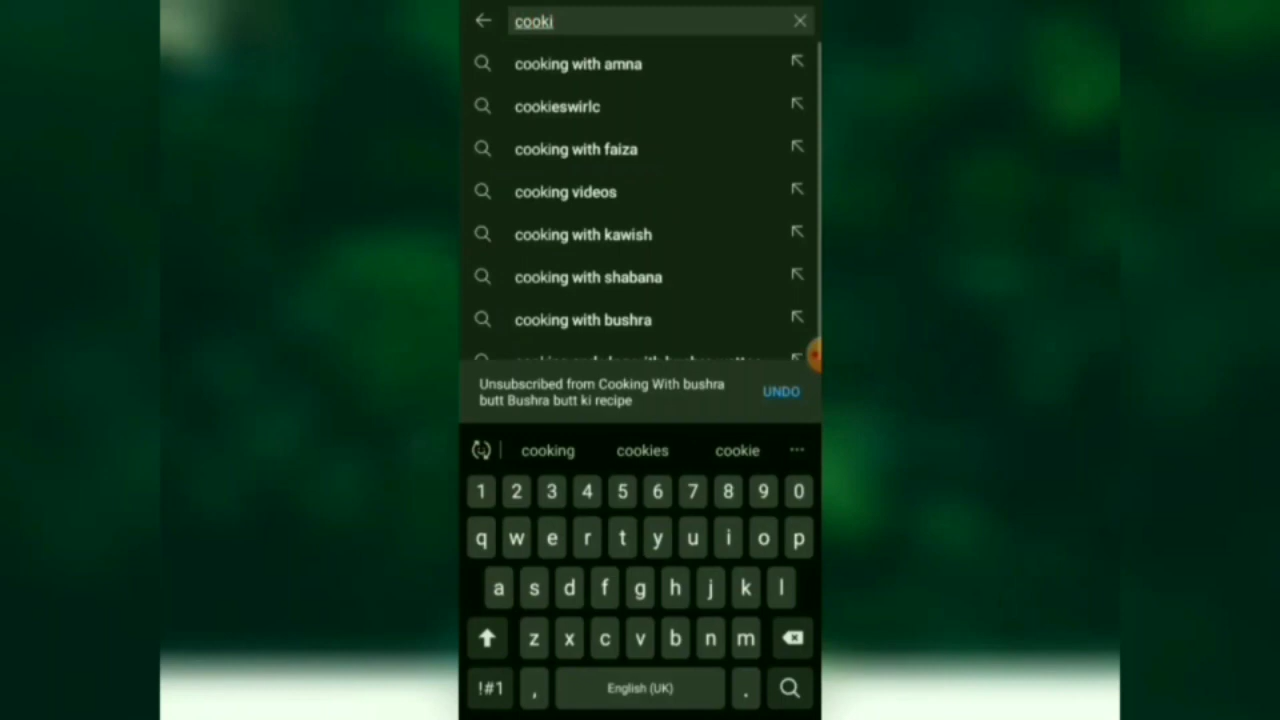 cooki
cooking with amna
cookieswirlc
cooking with faiza
cooking videos
cooking with kawish
cooking with shabana
cooking with bushra
Unsubscribed from Cooking With bushra
butt Bushra butt ki recipe
UNDO
cooking cookies cookie ...
1 2 3 4 5 6 7 8 9 0
q w e r t y u i o p
a s d f g h j k l
z x c v b n m
!#1 , English (UK) .